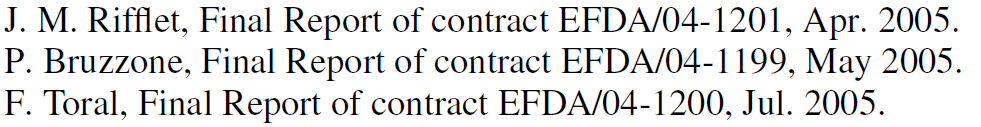 J. M. Rifflet, Final Report of contract EFDA/04-1201, Apr. 2005.
P. Bruzzone, Final Report of contract EFDA/04-1199, May 2005.
F. Toral, Final Report of contract EFDA/04-1200, Jul. 2005.